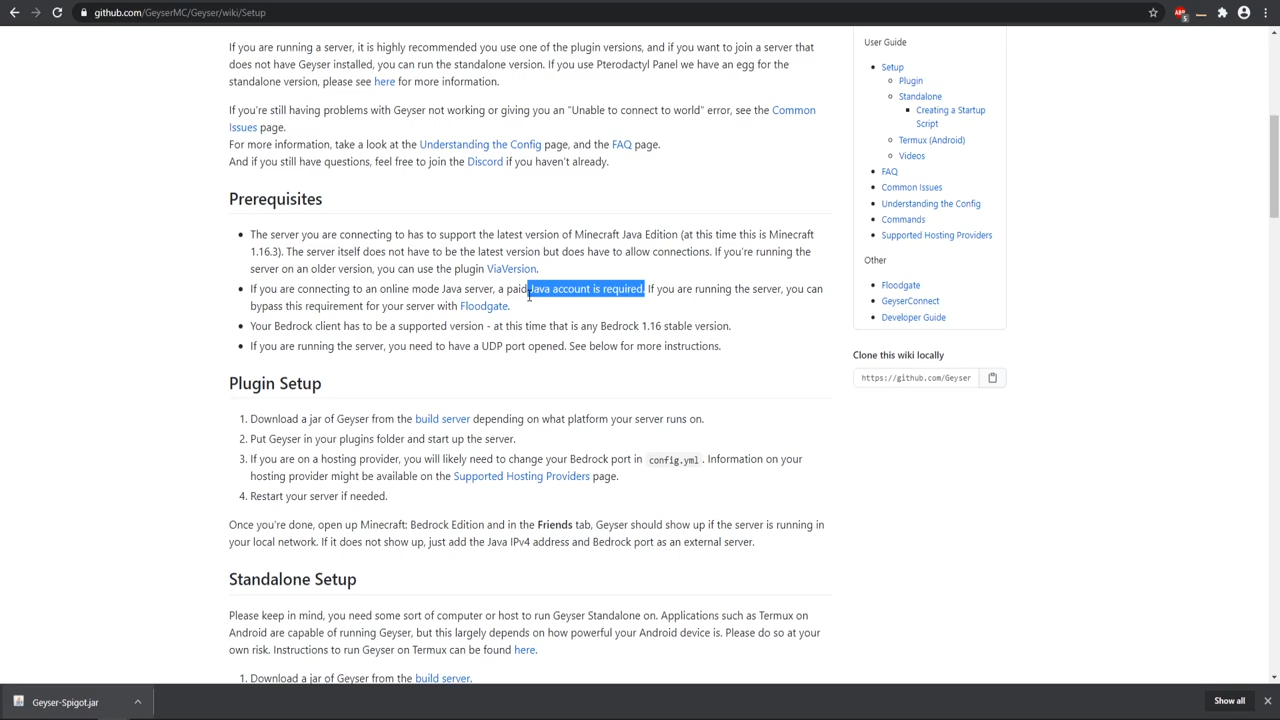 github.com/GeyserMC/Geyser/wiki/Setup
If you are running a server, it is highly recommended you use one of the plugin versions, and if you want to join a server that
does not have Geyser installed, you can run the standalone version. If you use Pterodactyl Panel we have an egg for the
standalone version, please see here for more information.
If you're still having problems with Geyser not working or giving you an "Unable to connect to world" error, see the Common
Issues page.
For more information, take a look at the Understanding the Config page, and the FAQ page.
And if you still have questions, feel free to join the Discord if you haven't already.
Prerequisites
The server you are connecting to has to support the latest version of Minecraft Java Edition (at this time this is Minecraft
1.16.3). The server itself does not have to be the latest version but does have to allow connections. If you're running the
server on an older version, you can use the plugin ViaVersion.
If you are connecting to an online mode Java server, a paid Java account is required. If you are running the server, you can
bypass this requirement for your server with Floodgate.
Your Bedrock client has to be a supported version - at this time that is any Bedrock 1.16 stable version.
If you are running the server, you need to have a UDP port opened. See below for more instructions.
Plugin Setup
1. Download a jar of Geyser from the build server depending on what platform your server runs on.
2. Put Geyser in your plugins folder and start up the server.
3. If you are on a hosting provider, you will likely need to change your Bedrock port in config.yml. Information on your
hosting provider might be available on the Supported Hosting Providers page.
4. Restart your server if needed.
Once you're done, open up Minecraft: Bedrock Edition and in the Friends tab, Geyser should show up if the server is running in
your local network. If it does not show up, just add the Java IPv4 address and Bedrock port as an external server.
Standalone Setup
Please keep in mind, you need some sort of computer or host to run Geyser Standalone on. Applications such as Termux on
Android are capable of running Geyser, but this largely depends on how powerful your Android device is. Please do so at your
own risk. Instructions to run Geyser on Termux can be found here.
1. Download a jar of Geyser from the build server.
User Guide
Setup
Plugin
Standalone
Creating a Startup
Script
Termux (Android)
Videos
FAQ
Common Issues
Understanding the Config
Commands
Supported Hosting Providers
Other
Floodgate
GeyserConnect
Developer Guide
Clone this wiki locally
https://github.com/Geyser
Geyser-Spigot.jar
Show all